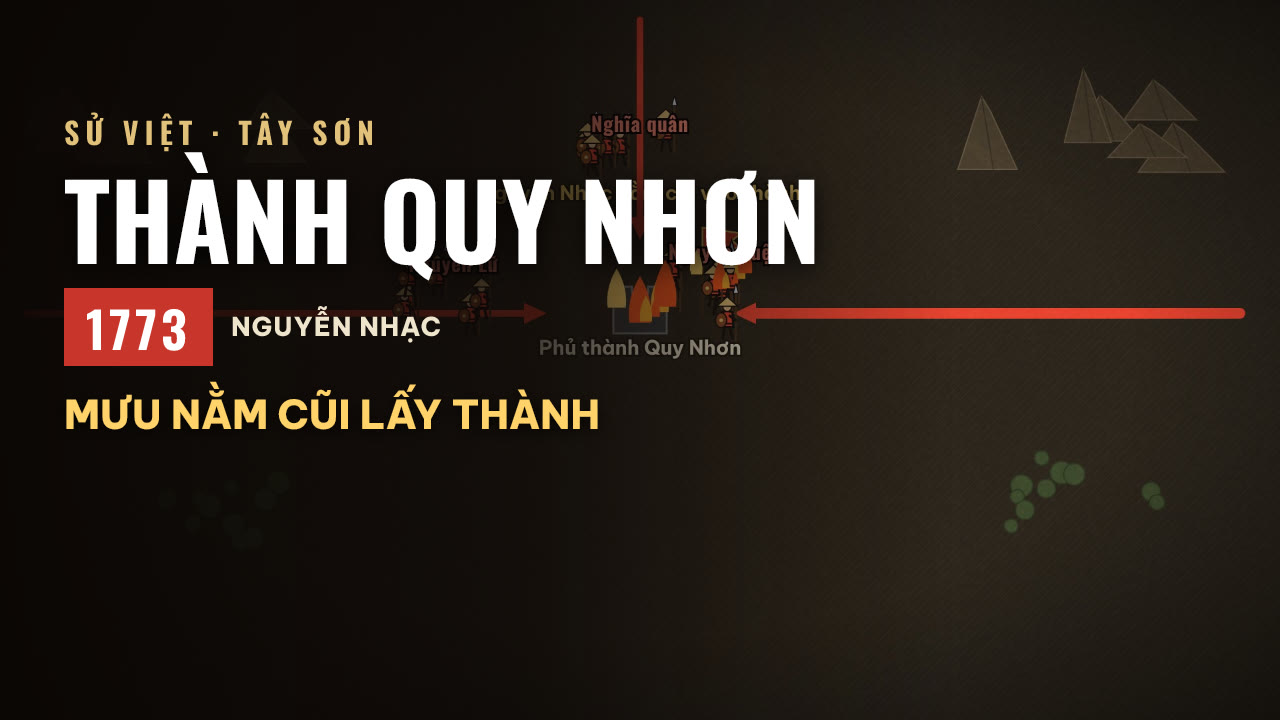 SỬ VIỆT · TÂY SƠN
Nghĩa quân
THÀNH QUY NHƠN
1773
NGUYỄN NHẠC
Phủ thành Quy Nhơn
MƯU NẰM CŨI LẤY THÀNH